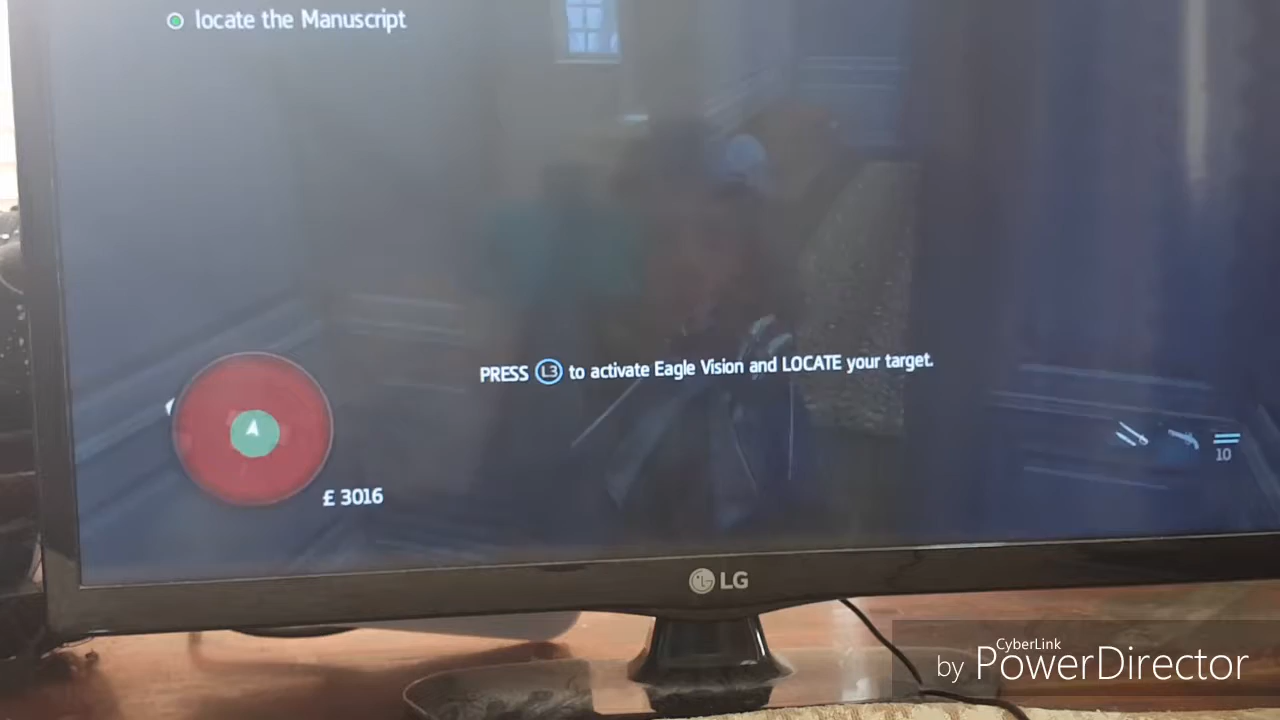 locate the Manuscript
PRESS L3 to activate Eagle Vision and LOCATE your target.
£ 3016
10
LG
CyberLink
by PowerDirector